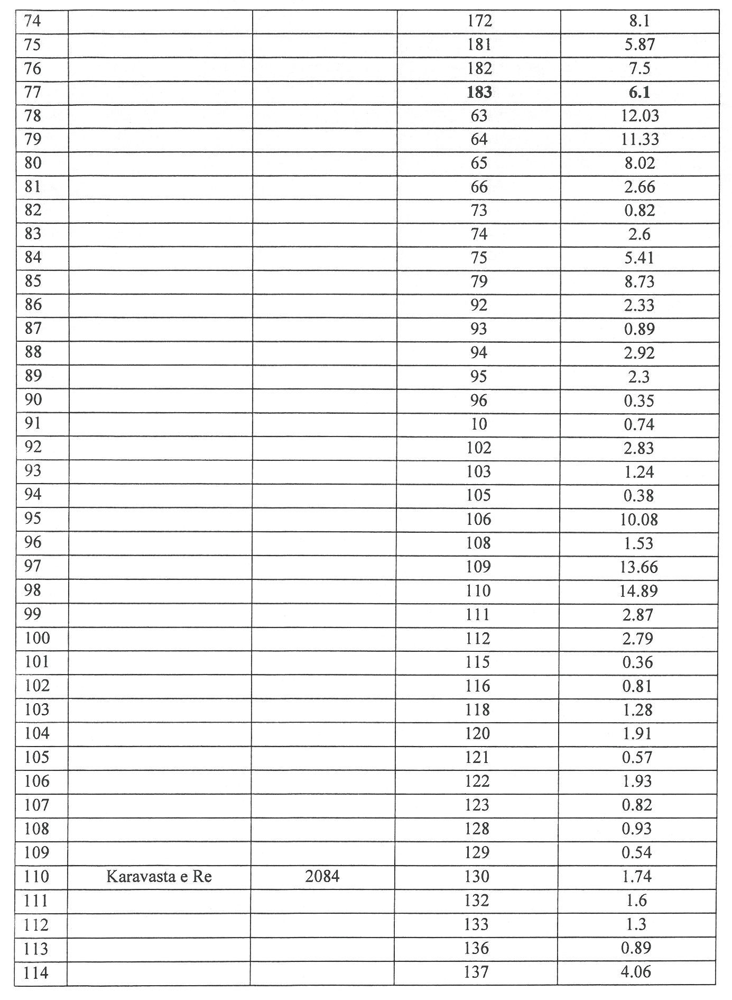 74 172 8.1
75 181 5.87
76 182 7.5
77 183 6.1
78 63 12.03
79 64 11.33
80 65 8.02
81 66 2.66
82 73 0.82
83 74 2.6
84 75 5.41
85 79 8.73
86 92 2.33
87 93 0.89
88 94 2.92
89 95 2.3
90 96 0.35
91 10 0.74
92 102 2.83
93 103 1.24
94 105 0.38
95 106 10.08
96 108 1.53
97 109 13.66
98 110 14.89
99 111 2.87
100 112 2.79
101 115 0.36
102 116 0.81
103 118 1.28
104 120 1.91
105 121 0.57
106 122 1.93
107 123 0.82
108 128 0.93
109 129 0.54
110 Karavasta e Re 2084 130 1.74
111 132 1.6
112 133 1.3
113 136 0.89
114 137 4.06